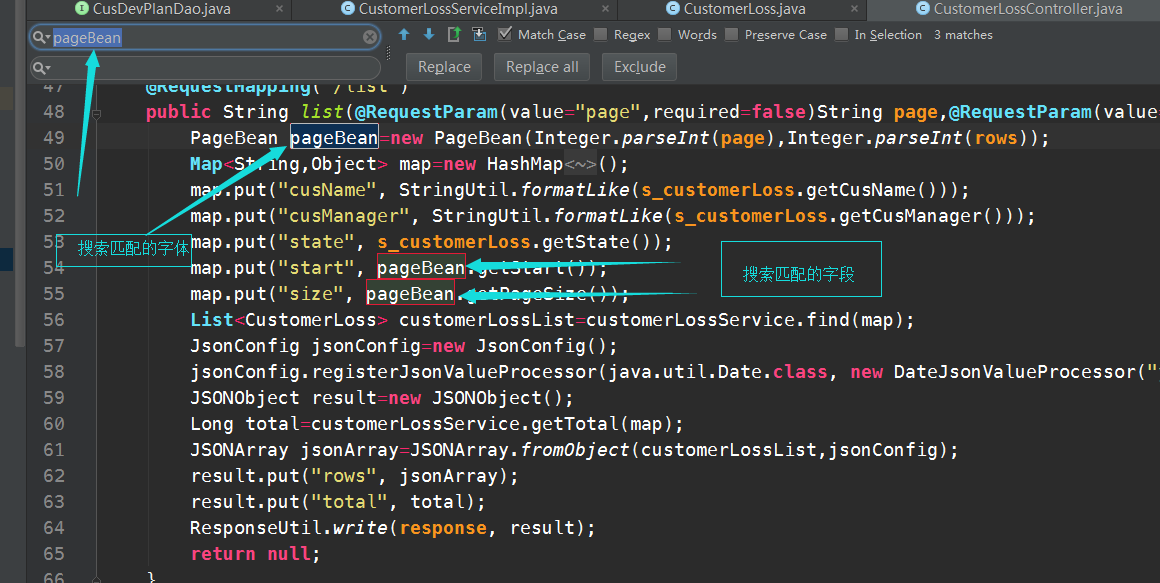 CusDevPlanDao.java × CustomerLossServiceImpl.java × CustomerLoss.java × CustomerLossController.java
pageBean Match Case Regex Words Preserve Case In Selection 3 matches
Replace Replace all Exclude
47 @RequestMapping("/list")
48 public String list(@RequestParam(value="page",required=false)String page,@RequestParam(value
49 PageBean pageBean=new PageBean(Integer.parseInt(page),Integer.parseInt(rows));
50 Map<String,Object> map=new HashMap<~>();
51 map.put("cusName", StringUtil.formatLike(s_customerLoss.getCusName()));
52 map.put("cusManager", StringUtil.formatLike(s_customerLoss.getCusManager()));
53 map.put("state", s_customerLoss.getState());
搜索匹配的字体
54 map.put("start", pageBean.getStart());
搜索匹配的字段
55 map.put("size", pageBean.getPageSize());
56 List<CustomerLoss> customerLossList=customerLossService.find(map);
57 JsonConfig jsonConfig=new JsonConfig();
58 jsonConfig.registerJsonValueProcessor(java.util.Date.class, new DateJsonValueProcessor("
59 JSONObject result=new JSONObject();
60 Long total=customerLossService.getTotal(map);
61 JSONArray jsonArray=JSONArray.fromObject(customerLossList,jsonConfig);
62 result.put("rows", jsonArray);
63 result.put("total", total);
64 ResponseUtil.write(response, result);
65 return null;
66 }